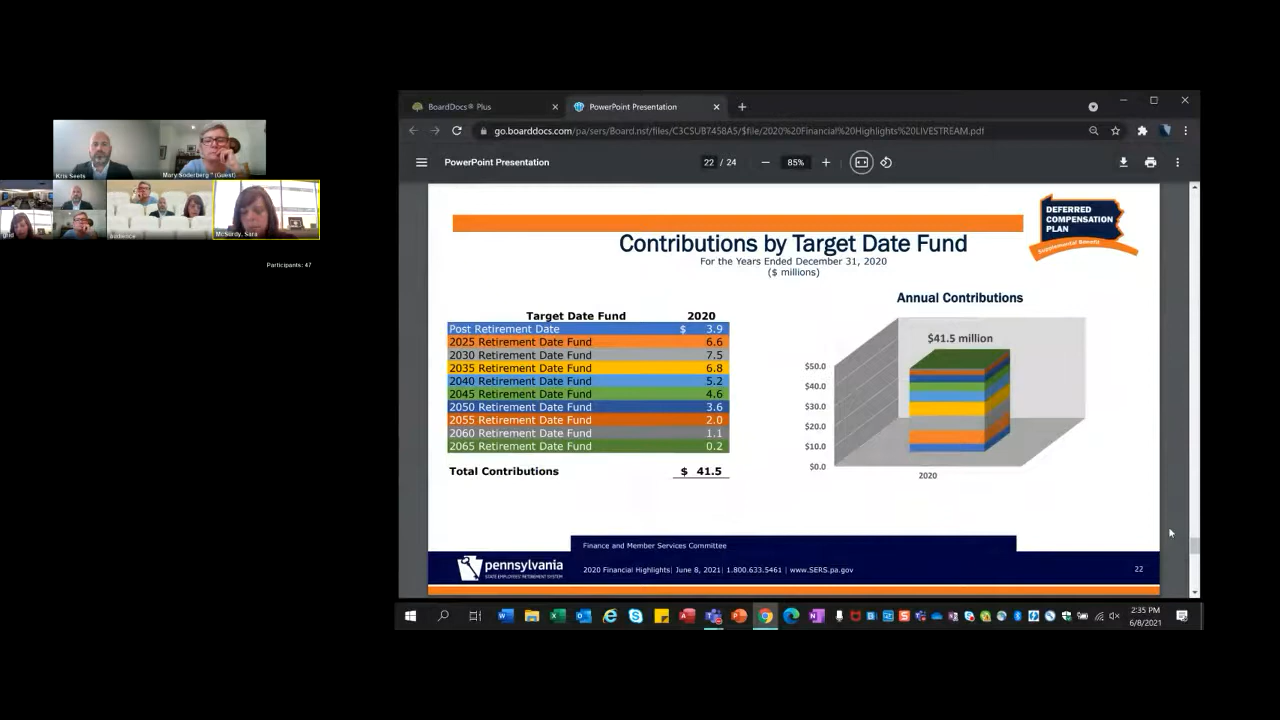 Kris Seets
Mary Soderberg * (Guest)
grid
audience
McSurdy, Sara
Participants: 47
BoardDocs® Plus
PowerPoint Presentation
go.boarddocs.com/pa/sers/Board.nsf/files/C3CSUB7458A5/$file/2020%20Financial%20Highlights%20LIVESTREAM.pdf
PowerPoint Presentation
22 / 24
85%
DEFERRED
COMPENSATION
PLAN
Supplemental Benefit
Contributions by Target Date Fund
For the Years Ended December 31, 2020
($ millions)
Target Date Fund 2020
Post Retirement Date $ 3.9
2025 Retirement Date Fund 6.6
2030 Retirement Date Fund 7.5
2035 Retirement Date Fund 6.8
2040 Retirement Date Fund 5.2
2045 Retirement Date Fund 4.6
2050 Retirement Date Fund 3.6
2055 Retirement Date Fund 2.0
2060 Retirement Date Fund 1.1
2065 Retirement Date Fund 0.2
Total Contributions $ 41.5
Annual Contributions
$41.5 million
$50.0
$40.0
$30.0
$20.0
$10.0
$0.0
2020
Finance and Member Services Committee
pennsylvania
STATE EMPLOYEES' RETIREMENT SYSTEM
2020 Financial Highlights| June 8, 2021| 1.800.633.5461 | www.SERS.pa.gov
22
2:35 PM
6/8/2021